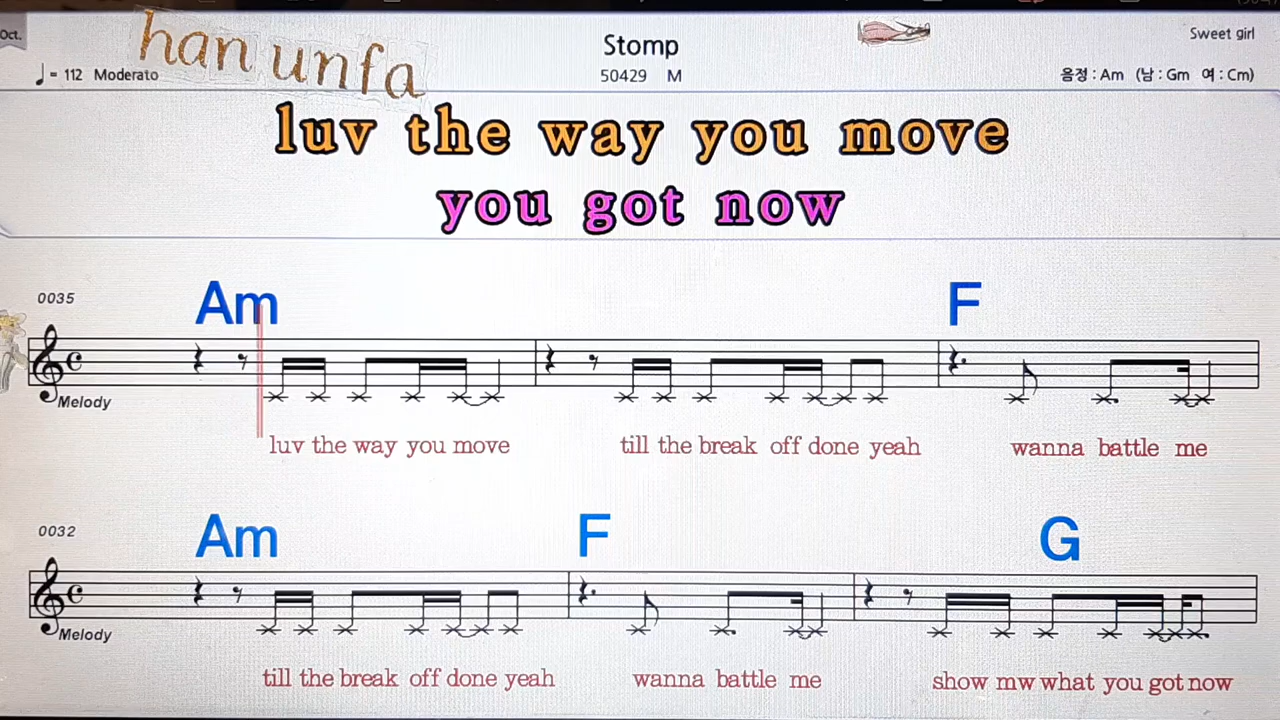 Oct.
han unfa
Stomp
Sweet girl
= 112 Moderato
50429 M
음정 : Am (남 : Gm 여 : Cm)
luv the way you move
you got now
0035
Am
F
Melody
luv the way you move till the break off done yeah wanna battle me
0032
Am F G
Melody
till the break off done yeah wanna battle me show mw what you got now